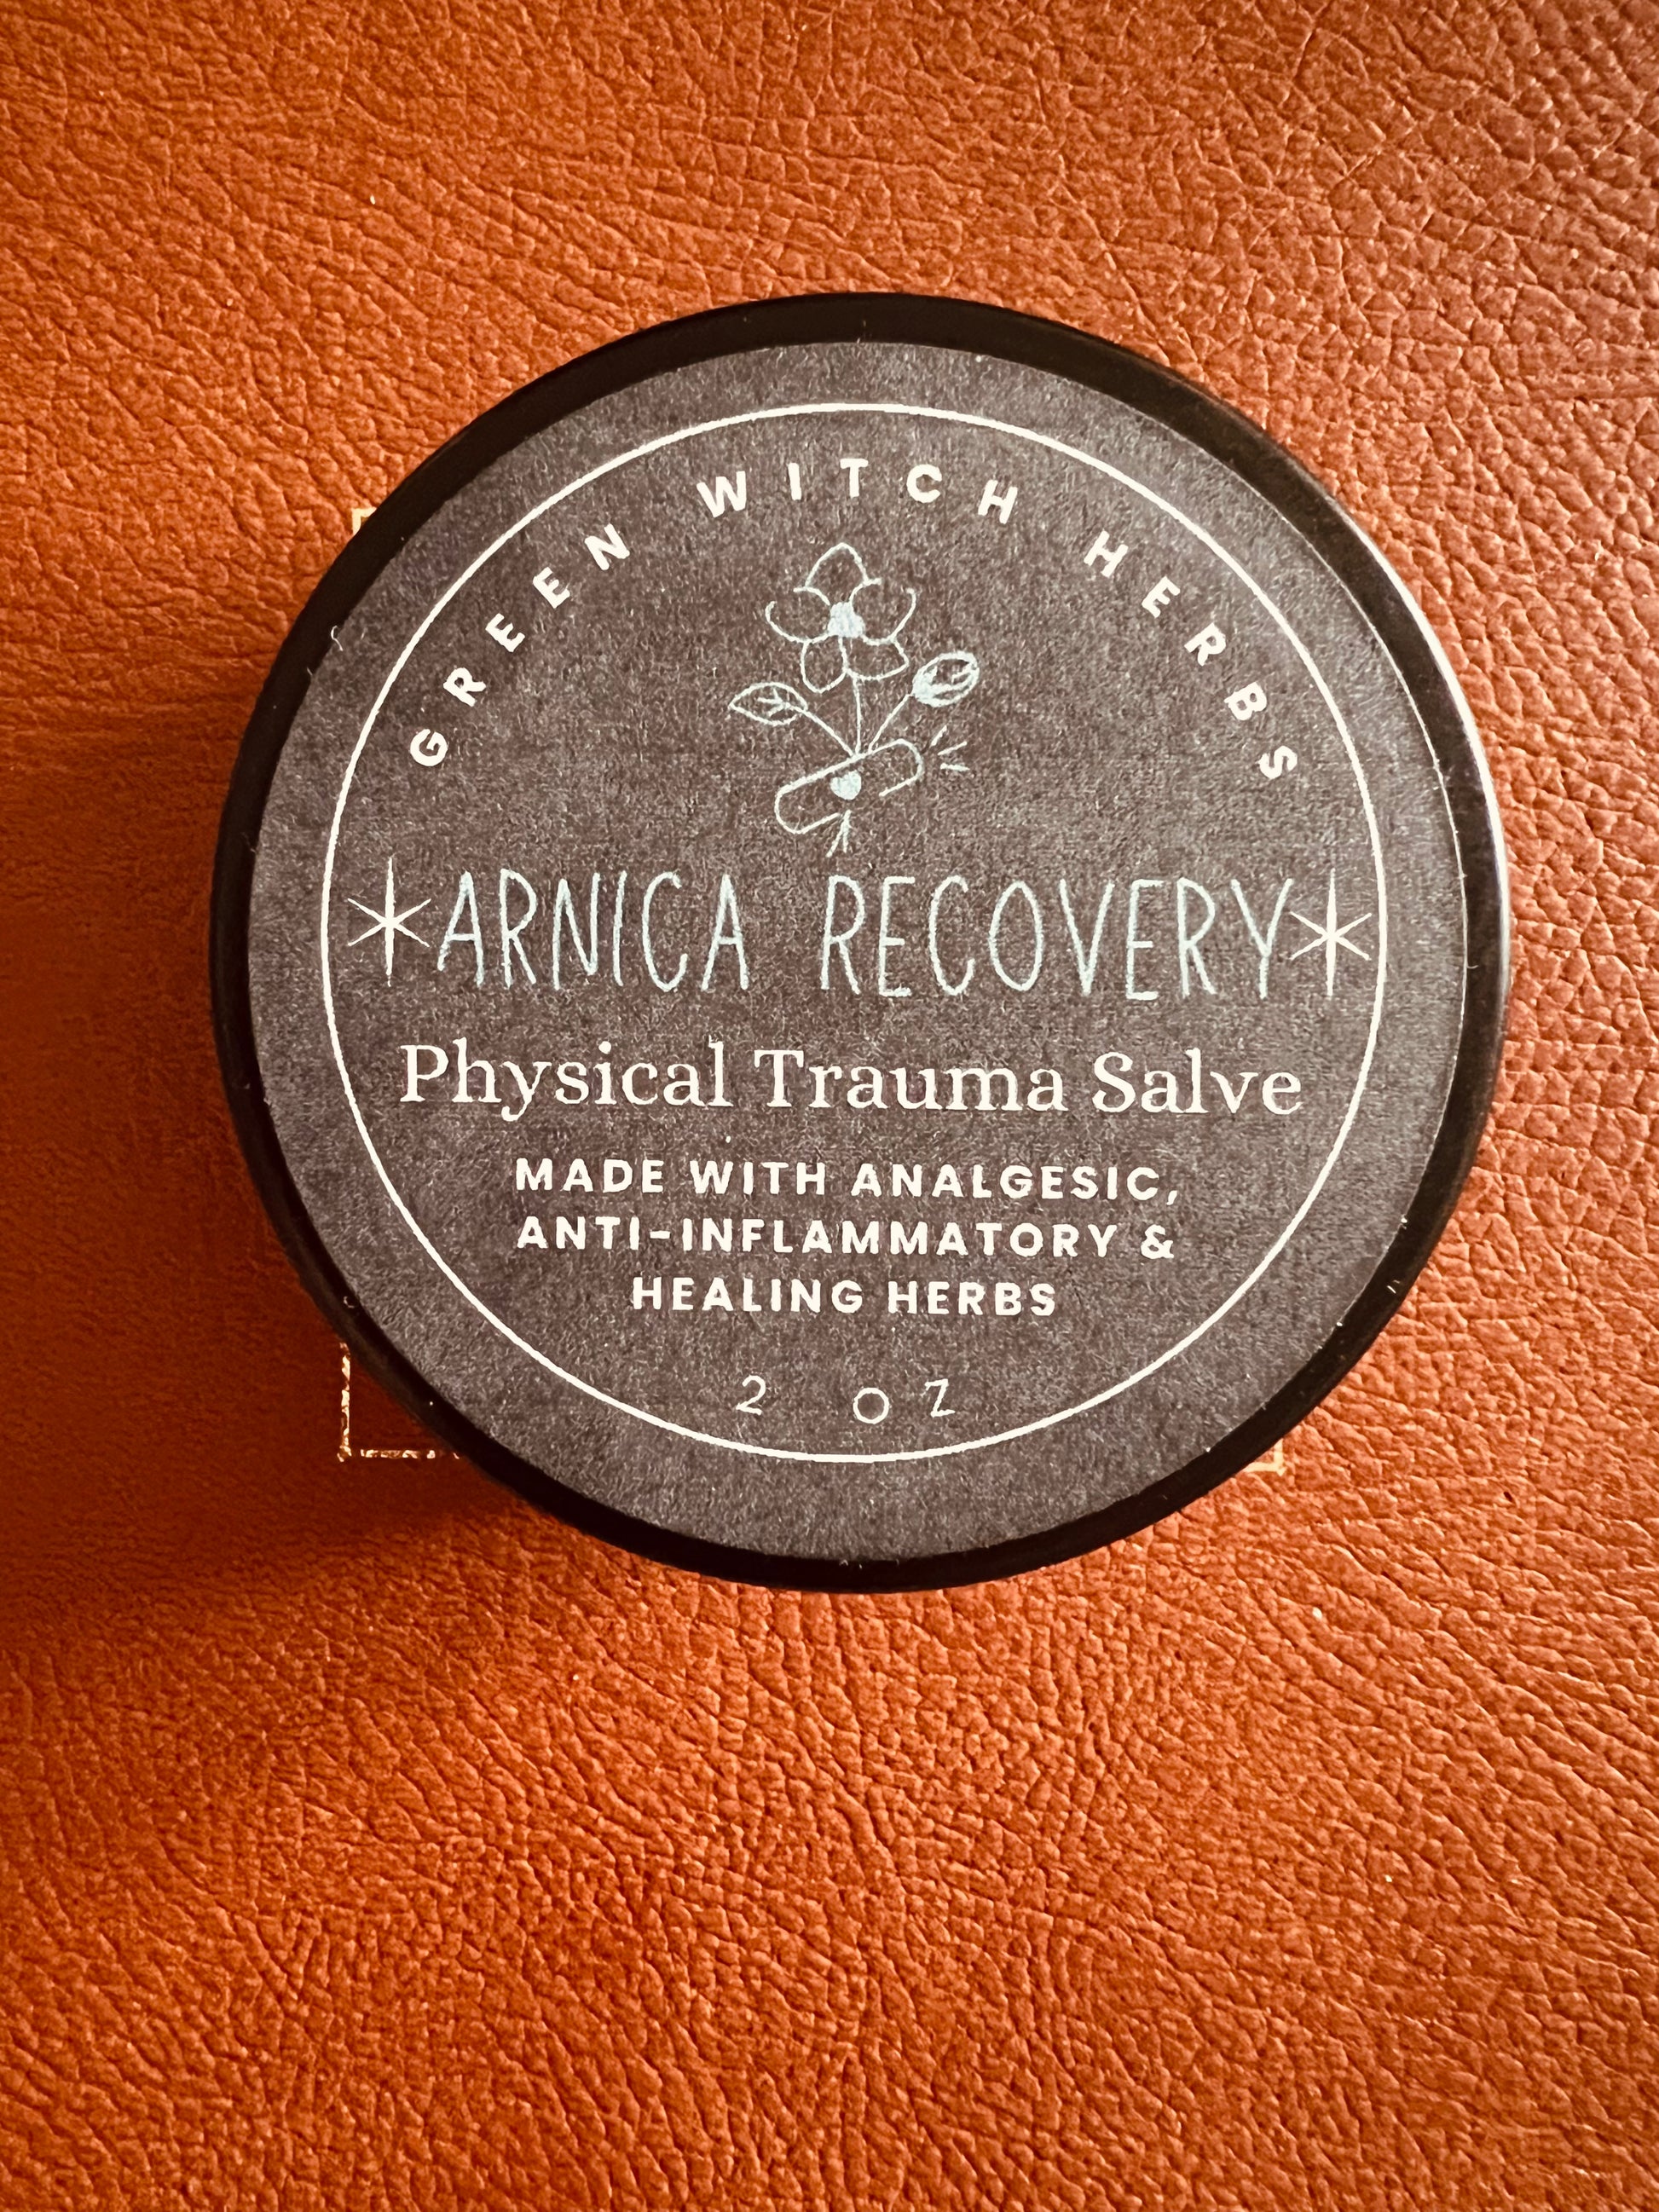 GREEN WITCH HERBS
ARNICA RECOVERY
Physical Trauma Salve
MADE WITH ANALGESIC,
ANTI-INFLAMMATORY &
HEALING HERBS
2 OZ